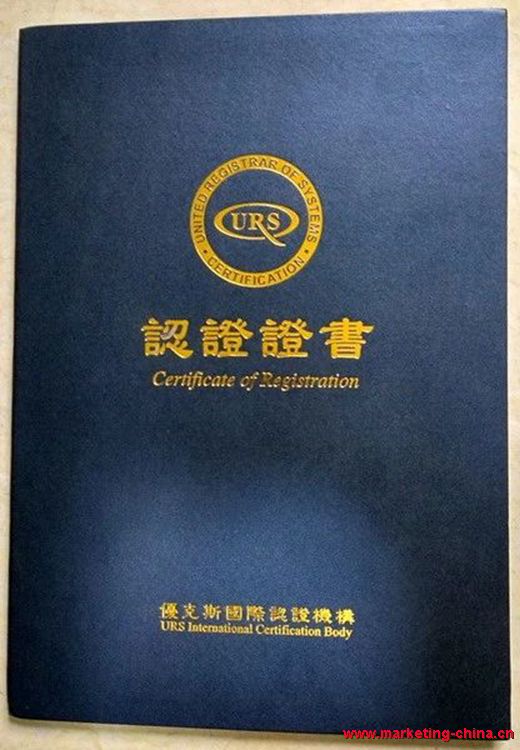 UNITED REGISTRAR OF SYSTEMS
URS
• CERTIFICATION •
認證證書
Certificate of Registration
優克斯國際認證機構
URS International Certification Body
www.marketing-china.cn